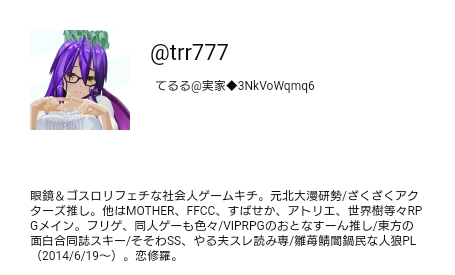 @trr777
てるる@実家◆3NkVoWqmq6
眼鏡＆ゴスロリフェチな社会人ゲームキチ。元北大漫研勢/ざくざくアク
ターズ推し。他はMOTHER、FFCC、すばせか、アトリエ、世界樹等々RP
Gメイン。フリゲ、同人ゲーも色々/VIPRPGのおとなすーん推し/東方の
面白合同誌スキー/そそわSS、やる夫スレ読み専/雛苺鯖闇鍋民な人狼PL
（2014/6/19〜）。恋修羅。